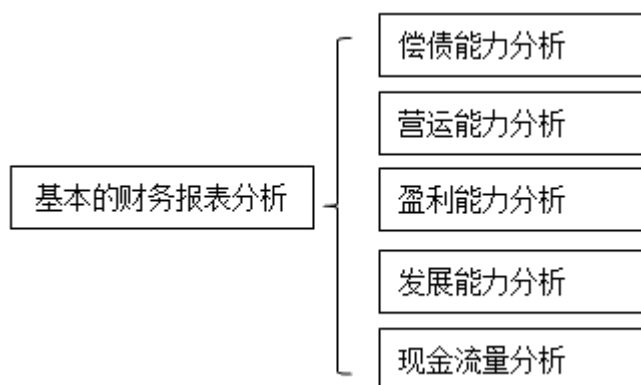 偿债能力分析
营运能力分析
基本的财务报表分析
盈利能力分析
发展能力分析
现金流量分析